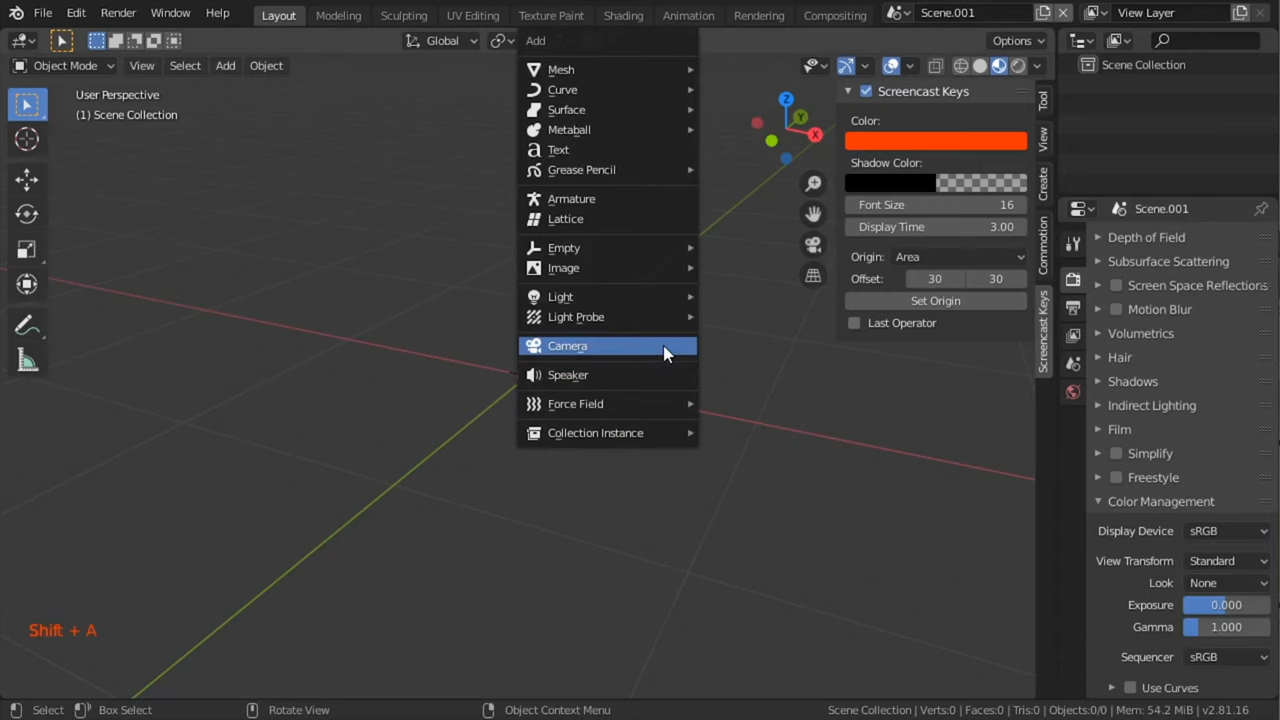 File Edit Render Window Help Layout Modeling Sculpting UV Editing Texture Paint Shading Animation Rendering Compositing Scene.001 View Layer
Global Options
Object Mode View Select Add Object
User Perspective
(1) Scene Collection
Add
Mesh
Curve
Surface
Metaball
Text
Grease Pencil
Armature
Lattice
Empty
Image
Light
Light Probe
Camera
Speaker
Force Field
Collection Instance
Z
Y
X
Screencast Keys
Color:
Shadow Color:
Font Size 16
Display Time 3.00
Origin: Area
Offset: 30 30
Set Origin
Last Operator
Tool
View
Create
Commotion
Screencast Keys
Scene Collection
Scene.001
Depth of Field
Subsurface Scattering
Screen Space Reflections
Motion Blur
Volumetrics
Hair
Shadows
Indirect Lighting
Film
Simplify
Freestyle
Color Management
Display Device sRGB
View Transform Standard
Look None
Exposure 0.000
Gamma 1.000
Sequencer sRGB
Use Curves
Shift + A
Select Box Select Rotate View Object Context Menu Scene Collection | Verts:0 | Faces:0 | Tris:0 | Objects:0/0 | Mem: 54.2 MiB | v2.81.16